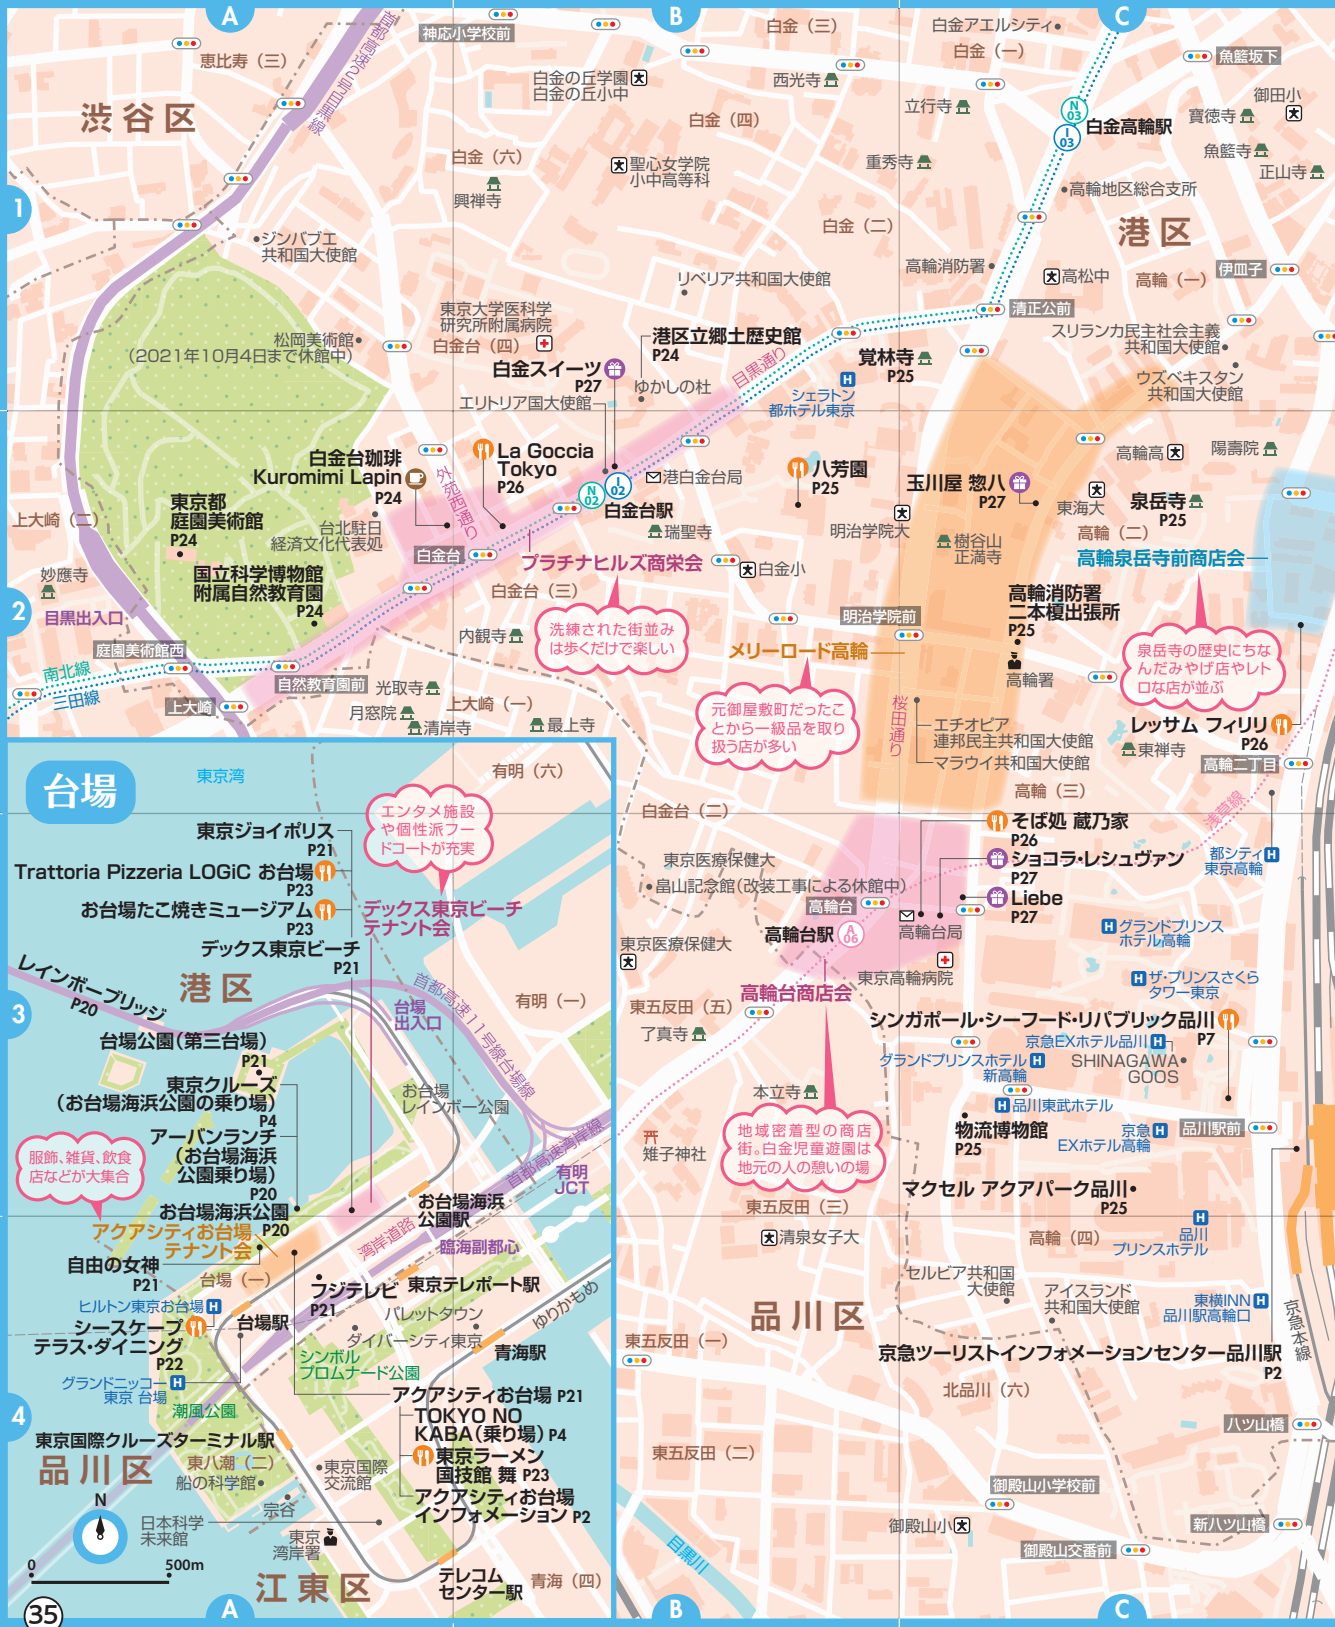 A
B
C
首都高速2号目黒線
神応小学校前
白金（三）
白金アエルシティ
白金（一）
魚籃坂下
恵比寿（三）
白金の丘学園
白金の丘小中
西光寺
御田小
渋谷区
立行寺
N
03
寶徳寺
白金（四）
I
03
白金高輪駅
魚籃寺
白金（六）
聖心女学院
小中高等科
重秀寺
正山寺
興禅寺
高輪地区総合支所
1
白金（二）
港区
ジンバブエ
共和国大使館
高輪消防署
高松中
高輪（一）
伊皿子
リベリア共和国大使館
東京大学医科学
研究所附属病院
清正公前
松岡美術館
（2021年10月4日まで休館中）
白金台（四）
港区立郷土歴史館
P24
目黒通り
スリランカ民主社会主義
共和国大使館
白金スイーツ
P27
覚林寺
P25
ゆかしの杜
ウズベキスタン
共和国大使館
エリトリア国大使館
シェラトン
都ホテル東京
白金台珈琲
Kuromimi Lapin
P24
外苑西通り
La Goccia
Tokyo
P26
港白金台局
八芳園
P25
高輪高
陽壽院
東京都
庭園美術館
P24
N
02
I
02
白金台駅
玉川屋 惣八
P27
東海大
泉岳寺
P25
上大崎（二）
台北駐日
経済文化代表処
瑞聖寺
明治学院大
高輪（二）
樹谷山
正満寺
白金台
プラチナヒルズ商栄会
高輪泉岳寺前商店会
妙應寺
国立科学博物館
附属自然教育園
P24
白金台（三）
白金小
高輪消防署
二本榎出張所
P25
2
目黒出入口
洗練された街並み
は歩くだけで楽しい
明治学院前
内観寺
メリーロード高輪
泉岳寺の歴史にちな
んだみやげ店やレト
ロな店が並ぶ
庭園美術館西
南北線
三田線
自然教育園前
光取寺
高輪署
上大崎
月窓院
上大崎（一）
清岸寺
最上寺
元御屋敷町だったこ
とから一級品を取り
扱う店が多い
桜田通り
エチオピア
連邦民主共和国大使館
マラウイ共和国大使館
レッサム フィリリ
P26
東禅寺
高輪二丁目
高輪（三）
浅草線
台場
東京湾
有明（六）
白金台（二）
エンタメ施設
や個性派フー
ドコートが充実
東京ジョイポリス
P21
そば処 蔵乃家
P26
Trattoria Pizzeria LOGiC お台場
P23
東京医療保健大
ショコラ・レシュヴァン
P27
都シティ
東京高輪
畠山記念館（改装工事による休館中）
Liebe
P27
お台場たこ焼きミュージアム
P23
デックス東京ビーチ
テナント会
高輪台
高輪台駅
A
06
高輪台局
グランドプリンス
ホテル高輪
デックス東京ビーチ
P21
東京医療保健大
東京高輪病院
レインボーブリッジ
P20
港区
首都高速11号線台場線
台場
出入口
有明（一）
高輪台商店会
ザ・プリンスさくら
タワー東京
東五反田（五）
3
シンガポール・シーフード・リパブリック品川
P7
台場公園（第三台場）
P21
了真寺
京急EXホテル品川
グランドプリンスホテル
新高輪
SHINAGAWA
GOOS
東京クルーズ
（お台場海浜公園の乗り場）
P4
お台場
レインボー公園
本立寺
品川東武ホテル
アーバンランチ
（お台場海浜
公園乗り場）
P20
服飾、雑貨、飲食
店などが大集合
首都高速湾岸線
有明
JCT
雉子神社
地域密着型の商店
街。白金児童遊園は
地元の人の憩いの場
物流博物館
P25
京急
EXホテル高輪
品川駅前
お台場海浜公園
P20
お台場海浜
公園駅
マクセル アクアパーク品川
P25
アクアシティお台場
テナント会
湾岸道路
臨海副都心
東五反田（三）
自由の女神
P21
台場（一）
清泉女子大
高輪（四）
品川
プリンスホテル
フジテレビ
P21
東京テレポート駅
セルビア共和国
大使館
ヒルトン東京お台場
パレットタウン
ゆりかもめ
アイスランド
共和国大使館
東横INN
品川駅高輪口
シースケープ
テラス・ダイニング
P22
台場駅
品川区
京急本線
ダイバーシティ東京
青海駅
東五反田（一）
シンボル
プロムナード公園
京急ツーリストインフォメーションセンター品川駅
P2
グランドニッコー
東京 台場
アクアシティお台場 P21
北品川（六）
潮風公園
TOKYO NO
KABA（乗り場）P4
4
八ツ山橋
東京国際クルーズターミナル駅
東京ラーメン
国技館 舞 P23
東五反田（二）
品川区
東八潮（二）
船の科学館
東京国際
交流館
アクアシティお台場
インフォメーション P2
御殿山小学校前
N
宗谷
日本科学
未来館
東京
湾岸署
御殿山小
新八ツ山橋
目黒川
御殿山交番前
0
500m
江東区
テレコム
センター駅
青海（四）
35
A
B
C